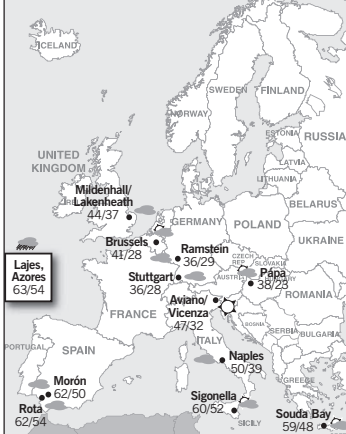 ICELAND
SWEDEN
FINLAND
NORWAY
ESTONIA
RUSSIA
LATVIA
LITHUANIA
UNITED
KINGDOM
BELARUS
Mildenhall/
Lakenheath
44/37
GERMANY
POLAND
UKRAINE
Brussels
41/28
Ramstein
36/29
CZECH
REP.
SLOVAKIA
Lajes,
Azores
63/54
Stuttgart
36/28
Pápa
38/23
ROMANIA
Aviano/
Vicenza
47/32
FRANCE
BOSNIA
SERBIA
BULGARIA
ITALY
PORTUGAL
SPAIN
Naples
50/39
Morón
62/50
GREECE
Sigonella
60/52
Rota
62/54
SICILY
Souda Bay
59/48